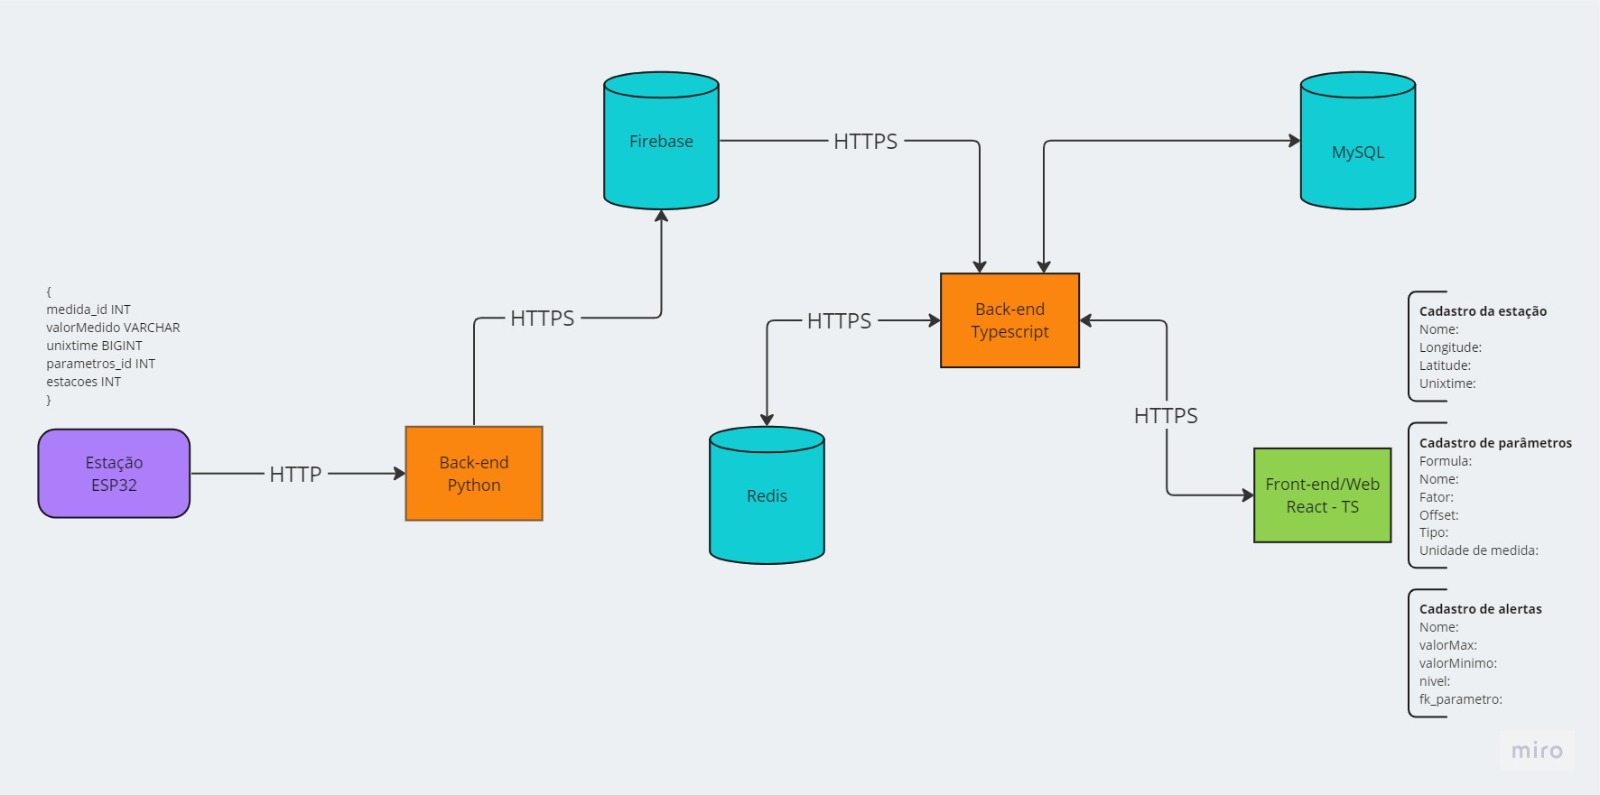 Firebase
HTTPS
MySQL
{
medida_id INT
valorMedido VARCHAR
unixtime BIGINT
parametros_id INT
estacoes INT
}
HTTPS
HTTPS
Back-end
Typescript
Cadastro da estação
Nome:
Longitude:
Latitude:
Unixtime:
HTTPS
Estação
ESP32
HTTP
Back-end
Python
Redis
Front-end/Web
React - TS
Cadastro de parâmetros
Formula:
Nome:
Fator:
Offset:
Tipo:
Unidade de medida:
Cadastro de alertas
Nome:
valorMax:
valorMinimo:
nivel:
fk_parametro:
miro